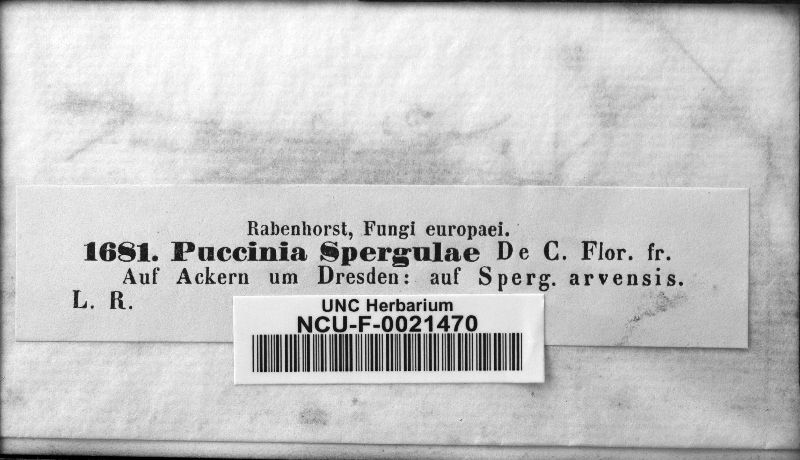 Rabenhorst, Fungi europaei.
1681. Puccinia Spergulae De C. Flor. fr.
Auf Ackern um Dresden: auf Sperg. arvensis.
L. R.
UNC Herbarium
NCU-F-0021470